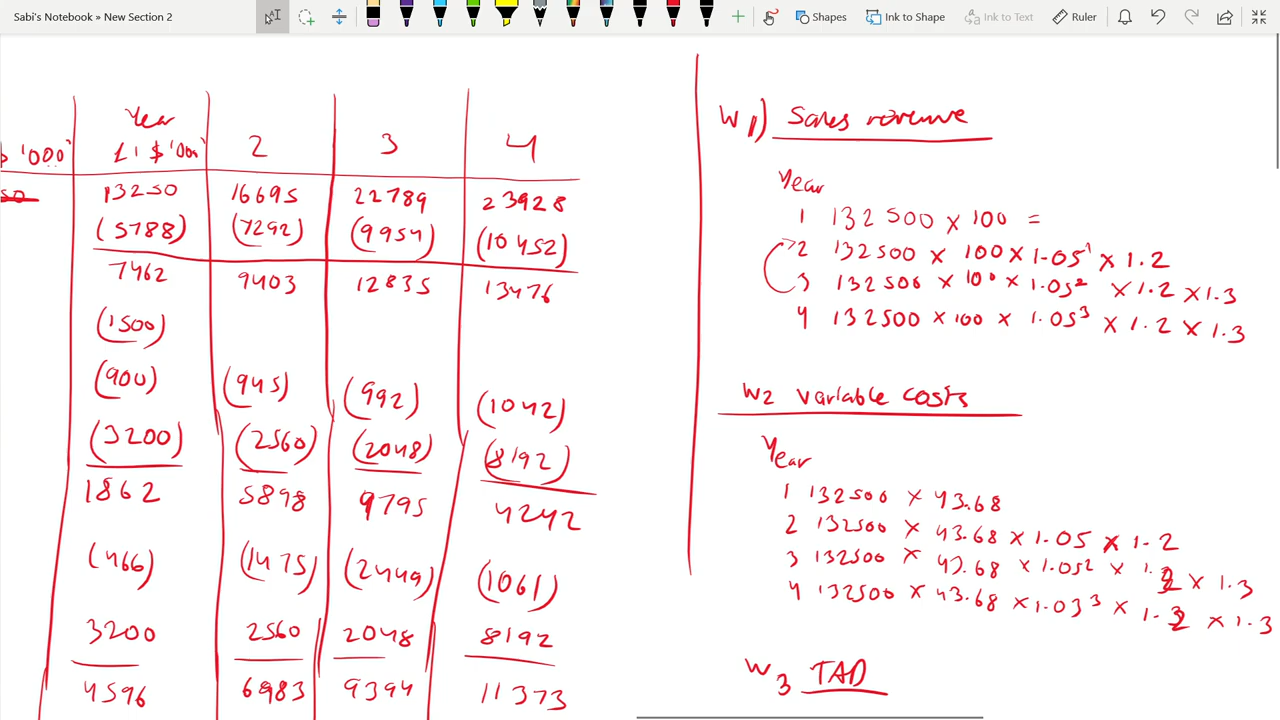 Sabi's Notebook » New Section 2
Shapes Ink to Shape Ink to Text Ruler
Year
$ '000' £1 $ '000' 2 3 4
50 13250 16695 22789 23928
(5788) (7292) (9954) (10452)
7462 9403 12835 13476
(1500)
(900) (945) (992) (1042)
(3200) (2560) (2048) (8192)
1862 5898 9795 4242
(466) (1475) (2449) (1061)
3200 2560 2048 8192
4596 6983 9394 11373
W1) Sales revenue
Year
1 132500 × 100 =
2 132500 × 100 × 1.05¹ × 1.2
3 132500 × 100 × 1.05² × 1.2 × 1.3
4 132500 × 100 × 1.05³ × 1.2 × 1.3
W2 variable costs
Year
1 132500 × 43.68
2 132500 × 43.68 × 1.05 × 1.2
3 132500 × 43.68 × 1.05² × 1.2 × 1.3
4 132500 × 43.68 × 1.03³ × 1.2 × 1.3
W3 TAD